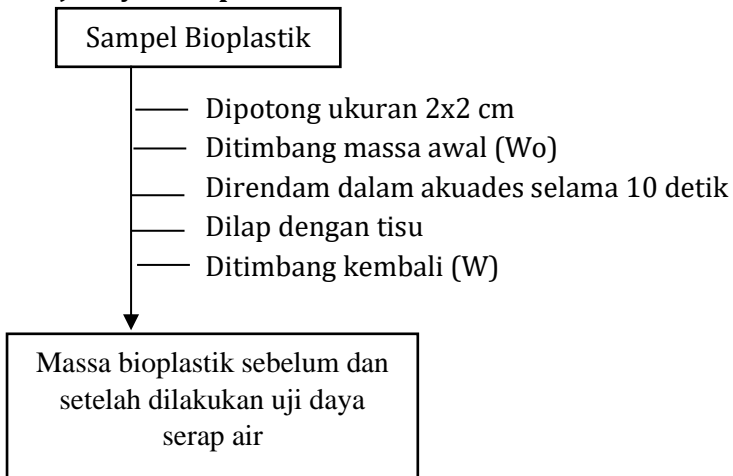 Sampel Bioplastik
Dipotong ukuran 2x2 cm
Ditimbang massa awal (Wo)
Direndam dalam akuades selama 10 detik
Dilap dengan tisu
Ditimbang kembali (W)
Massa bioplastik sebelum dan
setelah dilakukan uji daya
serap air